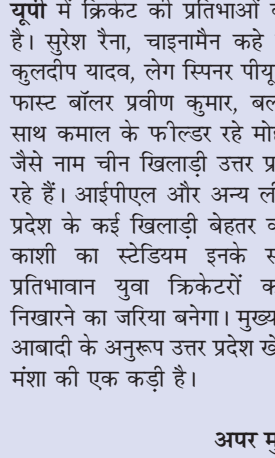 यूपी में क्रिकेट की प्रतिभाओं
है। सुरेश रैना, चाइनामैन कहे
कुलदीप यादव, लेग स्पिनर पीयू
फास्ट बॉलर प्रवीण कुमार, बल
साथ कमाल के फील्डर रहे मो
जैसे नाम चीन खिलाड़ी उत्तर प्र
रहे हैं। आईपीएल और अन्य ली
प्रदेश के कई खिलाड़ी बेहतर
काशी का स्टेडियम इनके स
प्रतिभावान युवा क्रिकेटरों क
निखारने का जरिया बनेगा। मुख्य
आबादी के अनुरूप उत्तर प्रदेश खे
मंशा की एक कड़ी है।
अपर मु